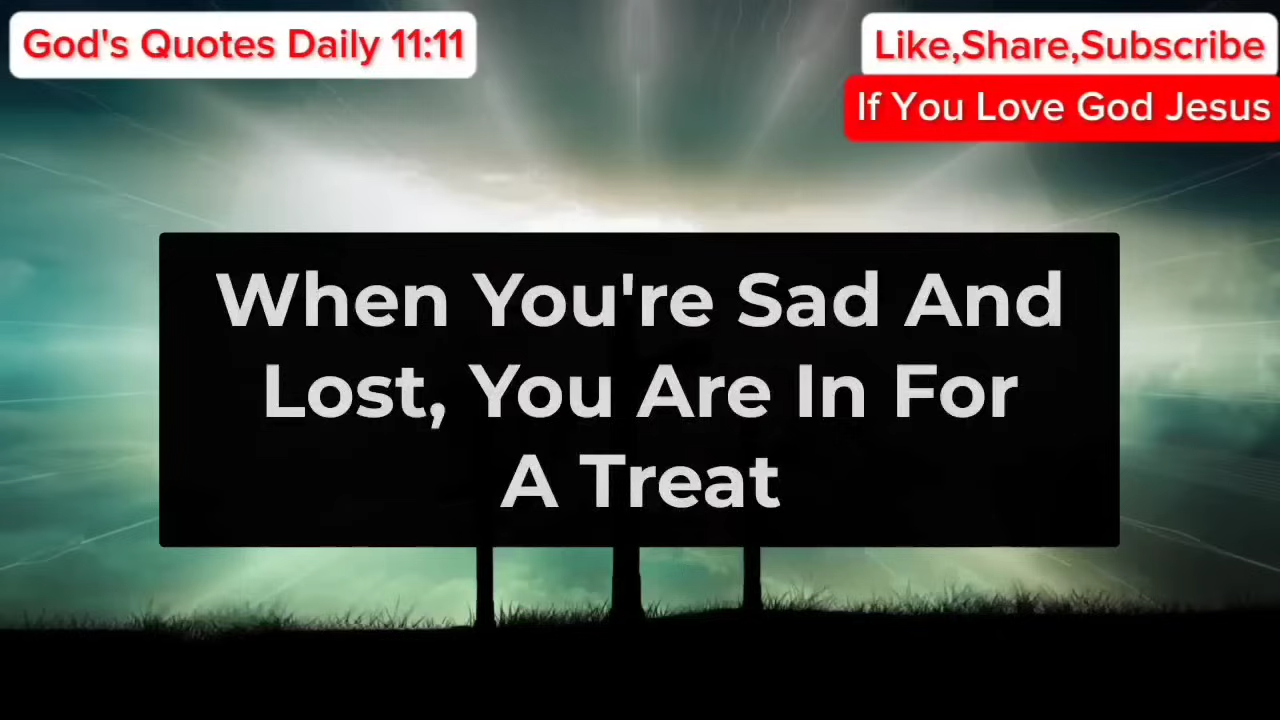 God's Quotes Daily 11:11
Like,Share,Subscribe
If You Love God Jesus
When You're Sad And
Lost, You Are In For
A Treat